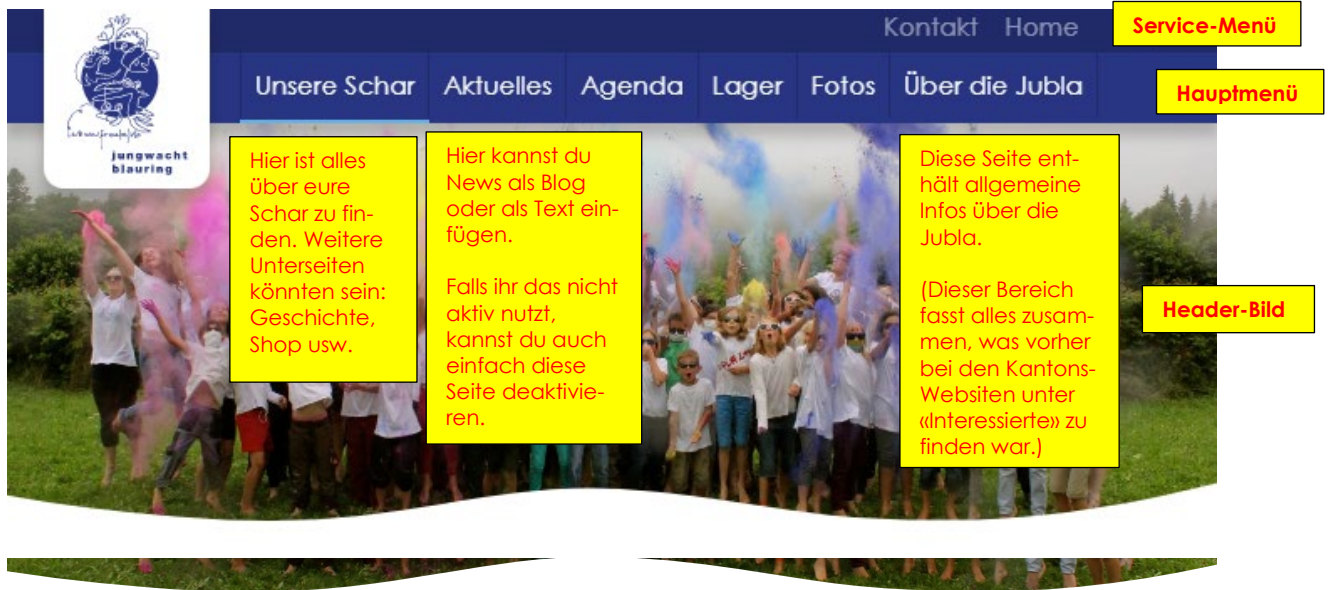 Kontakt Home
Service-Menü
Unsere Schar Aktuelles Agenda Lager Fotos Über die Jubla
Hauptmenü
jungwacht
blauring
Hier ist alles
über eure
Schar zu fin-
den. Weitere
Unterseiten
könnten sein:
Geschichte,
Shop usw.
Hier kannst du
News als Blog
oder als Text ein-
fügen.
Falls ihr das nicht
aktiv nutzt,
kannst du auch
einfach diese
Seite deaktivie-
ren.
Diese Seite ent-
hält allgemeine
Infos über die
Jubla.
(Dieser Bereich
fasst alles zusam-
men, was vorher
bei den Kantons-
Websiten unter
«Interessierte» zu
finden war.)
Header-Bild